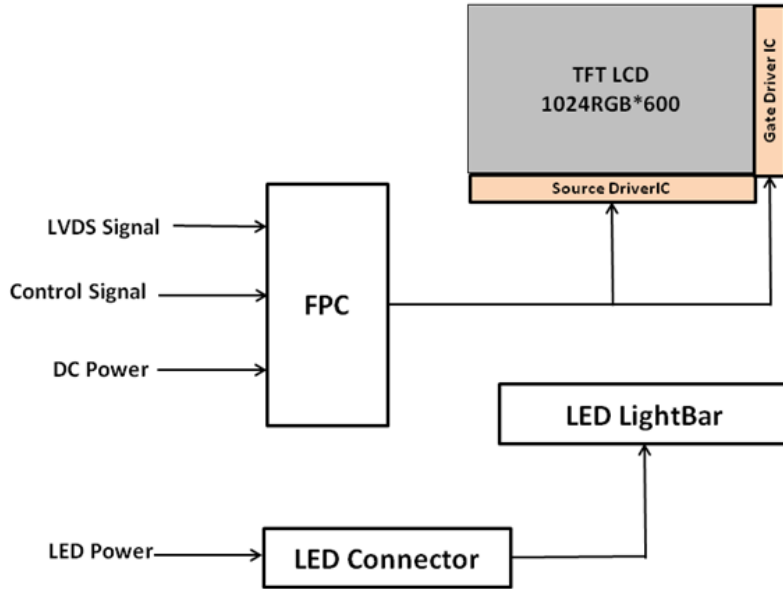 TFT LCD
1024RGB*600
Gate Driver IC
Source DriverIC
LVDS Signal
Control Signal
FPC
DC Power
LED LightBar
LED Power
LED Connector